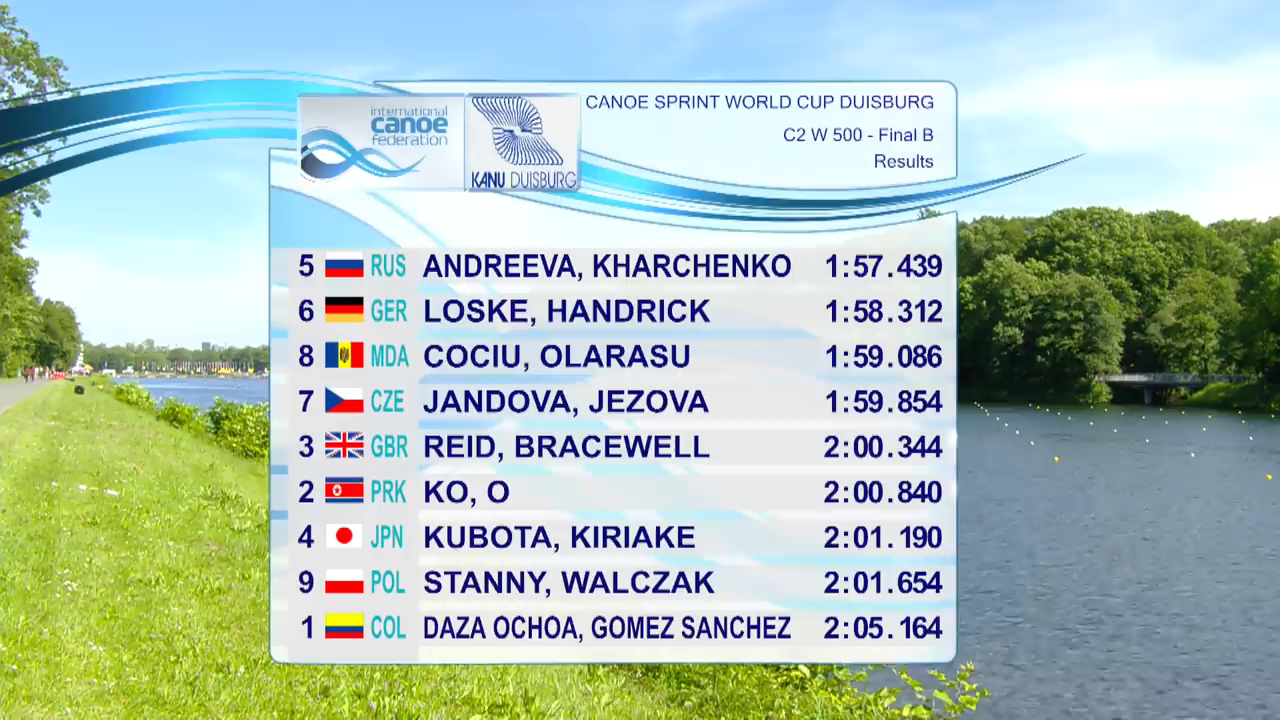 international
canoe
federation
KANU DUISBURG
CANOE SPRINT WORLD CUP DUISBURG
C2 W 500 - Final B
Results
5 RUS ANDREEVA, KHARCHENKO 1:57.439
6 GER LOSKE, HANDRICK 1:58.312
8 MDA COCIU, OLARASU 1:59.086
7 CZE JANDOVA, JEZOVA 1:59.854
3 GBR REID, BRACEWELL 2:00.344
2 PRK KO, O 2:00.840
4 JPN KUBOTA, KIRIAKE 2:01.190
9 POL STANNY, WALCZAK 2:01.654
1 COL DAZA OCHOA, GOMEZ SANCHEZ 2:05.164